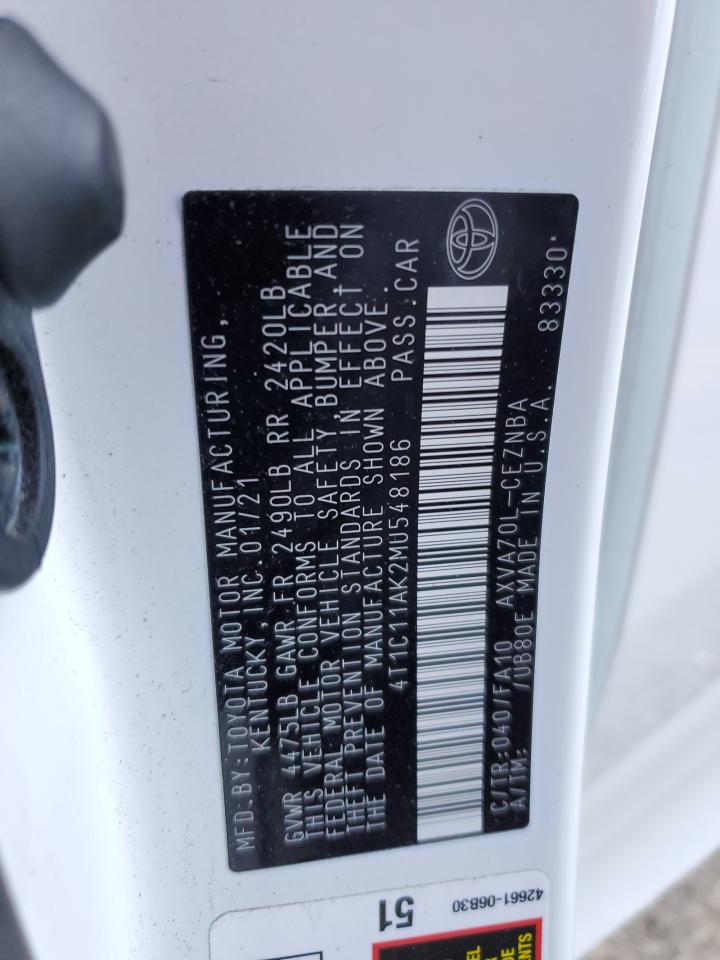 MFD.BY:TOYOTA MOTOR MANUFACTURING,
KENTUCKY, INC. 01/21
GVWR 4475LB GAWR FR 2490LB RR 2420LB
THIS VEHICLE CONFORMS TO ALL APPLICABLE
FEDERAL MOTOR VEHICLE SAFETY,BUMPER AND
THEFT PREVENTION STANDARDS IN EFFECT ON
THE DATE OF MANUFACTURE SHOWN ABOVE.
4T1C11AK2MU548186 PASS.CAR
C/TR:040/FA10 AXVA70L-CEZNBA
A/TM: /UB80E MADE IN U.S.A. 83330*
51
42661-06B30